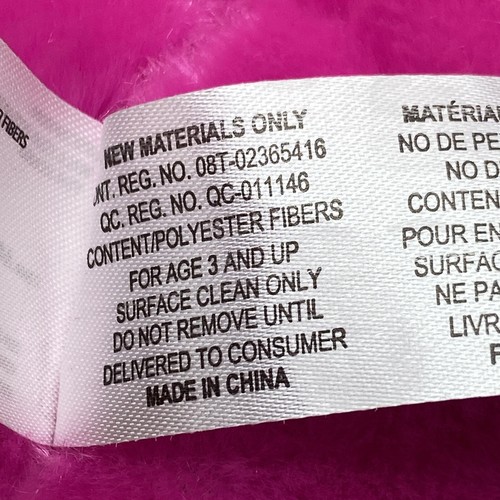 FIBERS
NEW MATERIALS ONLY
ONT. REG. NO. 08T-02365416
QC. REG. NO. QC-011146
CONTENT/POLYESTER FIBERS
FOR AGE 3 AND UP
SURFACE CLEAN ONLY
DO NOT REMOVE UNTIL
DELIVERED TO CONSUMER
MADE IN CHINA
MATÉRIA
NO DE PE
NO D
CONTEN
POUR EN
SURFAC
NE PA
LIVR
F